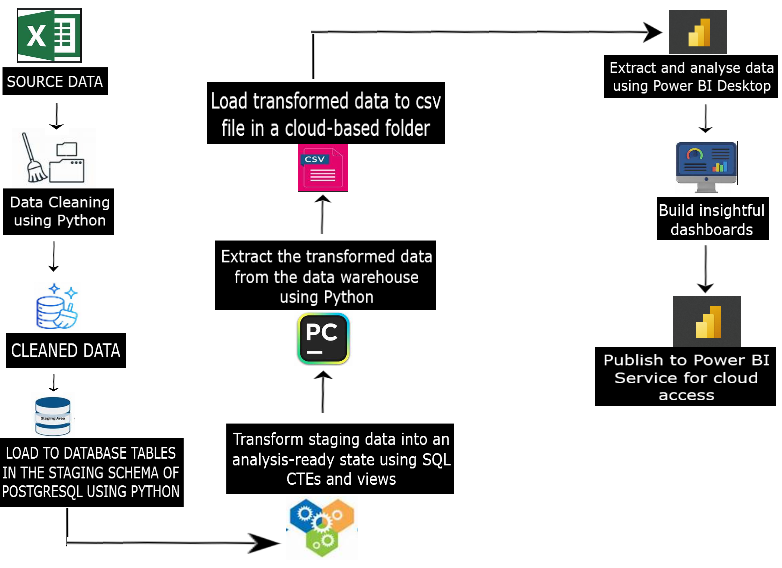 SOURCE DATA
Data Cleaning
using Python
CLEANED DATA
Staging Area
LOAD TO DATABASE TABLES
IN THE STAGING SCHEMA OF
POSTGRESQL USING PYTHON
Transform staging data into an
analysis-ready state using SQL
CTEs and views
PC
Extract the transformed data
from the data warehouse
using Python
CSV
Load transformed data to csv
file in a cloud-based folder
Extract and analyse data
using Power BI Desktop
Build insightful
dashboards
Publish to Power BI
Service for cloud
access